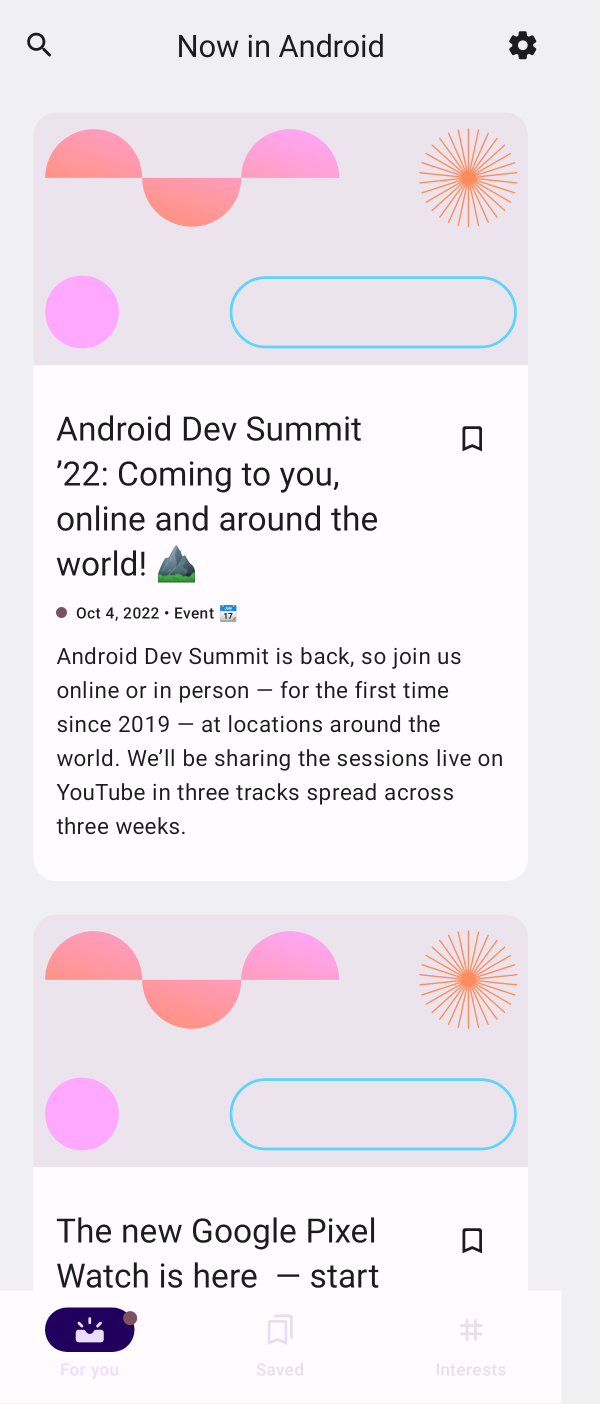 Now in Android
Android Dev Summit
’22: Coming to you,
online and around the
world! ⛰️
Oct 4, 2022 • Event 📆
Android Dev Summit is back, so join us
online or in person — for the first time
since 2019 — at locations around the
world. We’ll be sharing the sessions live on
YouTube in three tracks spread across
three weeks.
The new Google Pixel
Watch is here  — start
For you
Saved
Interests